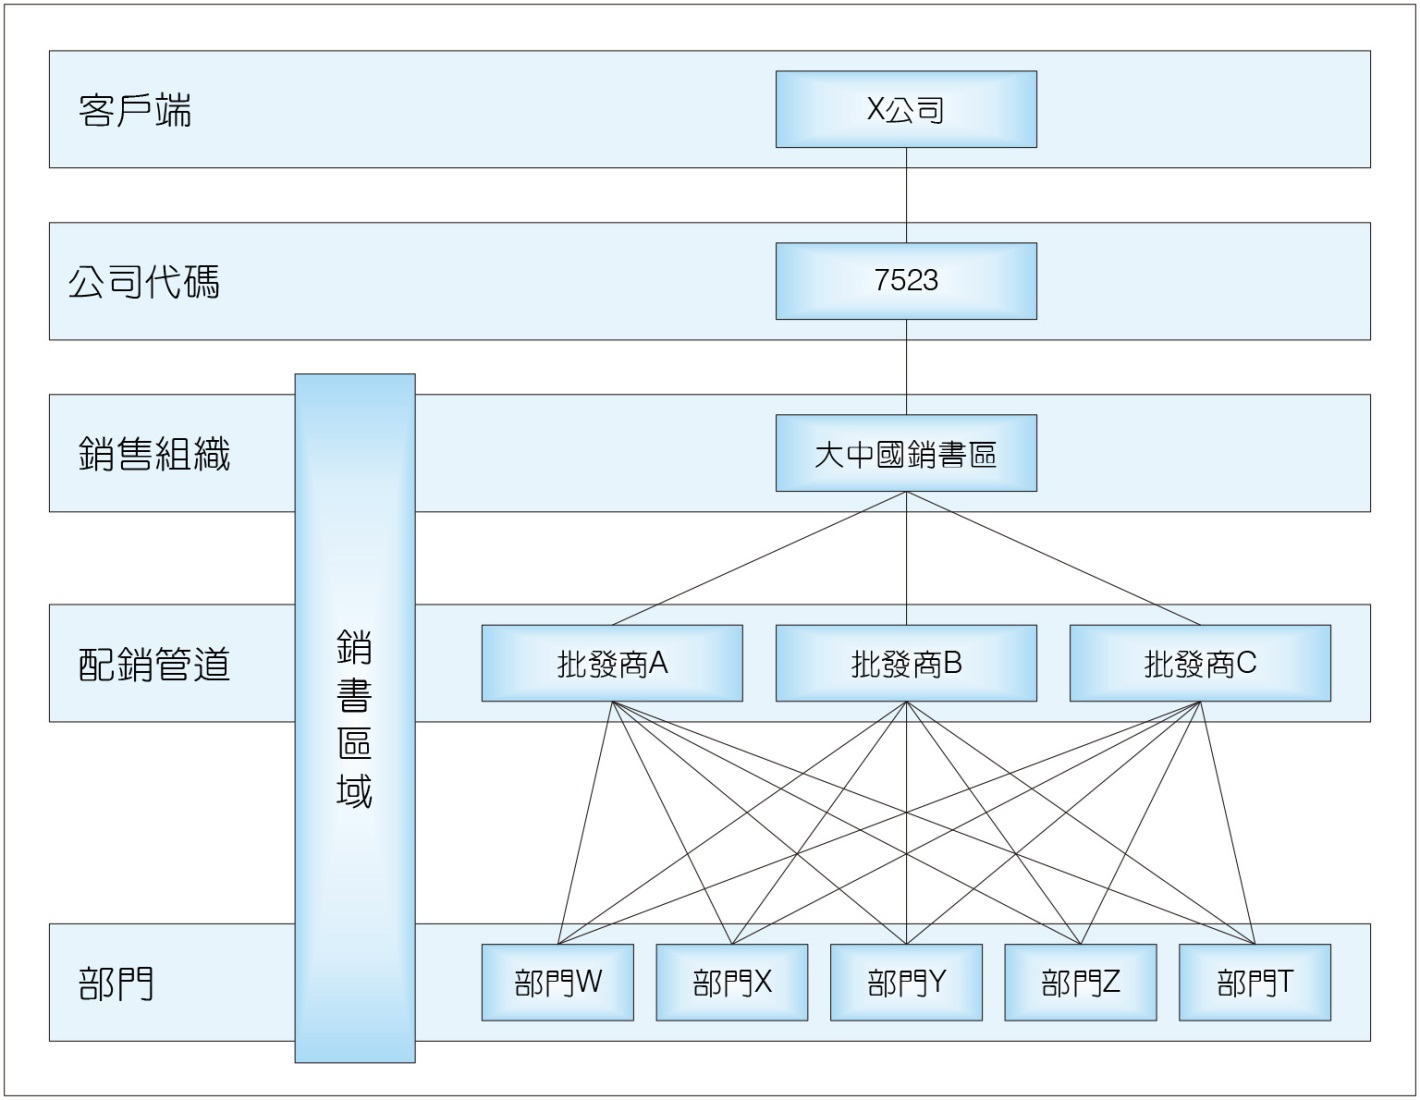 客戶端
X公司
公司代碼
7523
銷售組織
大中國銷書區
配銷管道
批發商A
批發商B
批發商C
銷書區域
部門
部門W
部門X
部門Y
部門Z
部門T